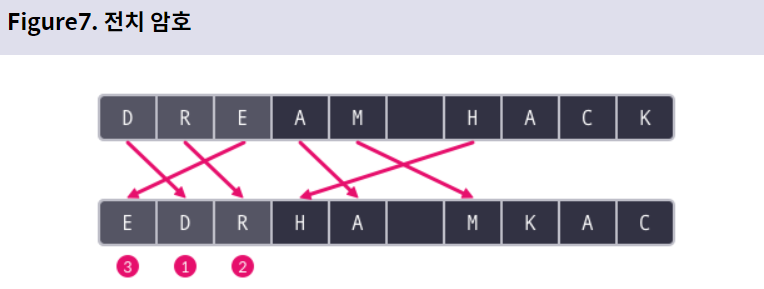 Figure7. 전치 암호
D R E A M H A C K
E D R H A M K A C
3 1 2